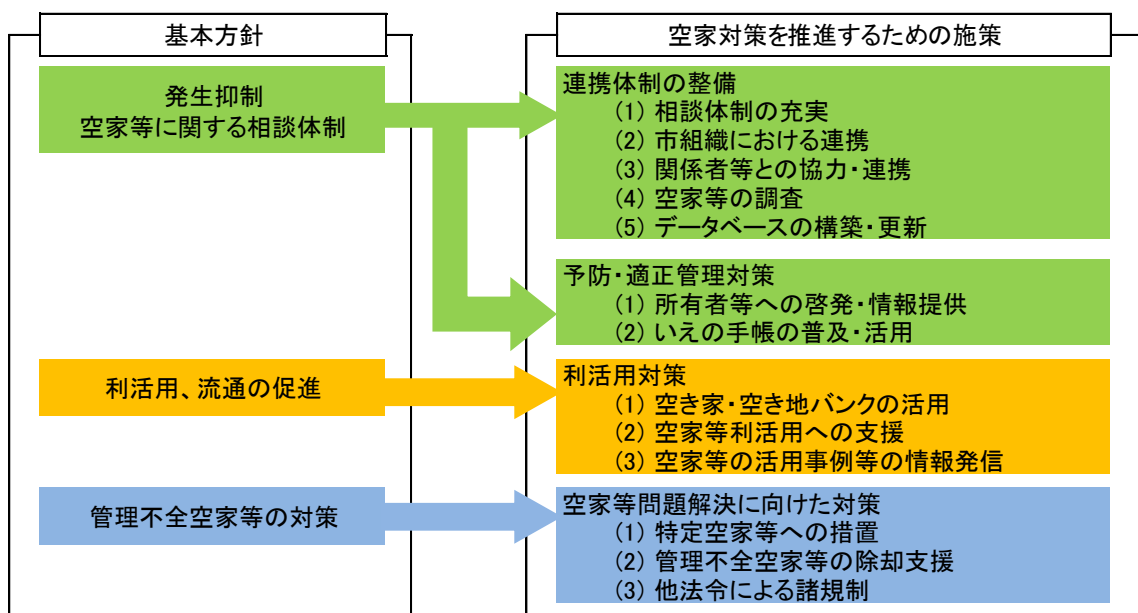 基本方針
空家対策を推進するための施策
発生抑制
空家等に関する相談体制
連携体制の整備
(1) 相談体制の充実
(2) 市組織における連携
(3) 関係者等との協力・連携
(4) 空家等の調査
(5) データベースの構築・更新
予防・適正管理対策
(1) 所有者等への啓発・情報提供
(2) いえの手帳の普及・活用
利活用、流通の促進
利活用対策
(1) 空き家・空き地バンクの活用
(2) 空家等利活用への支援
(3) 空家等の活用事例等の情報発信
管理不全空家等の対策
空家等問題解決に向けた対策
(1) 特定空家等への措置
(2) 管理不全空家等の除却支援
(3) 他法令による諸規制